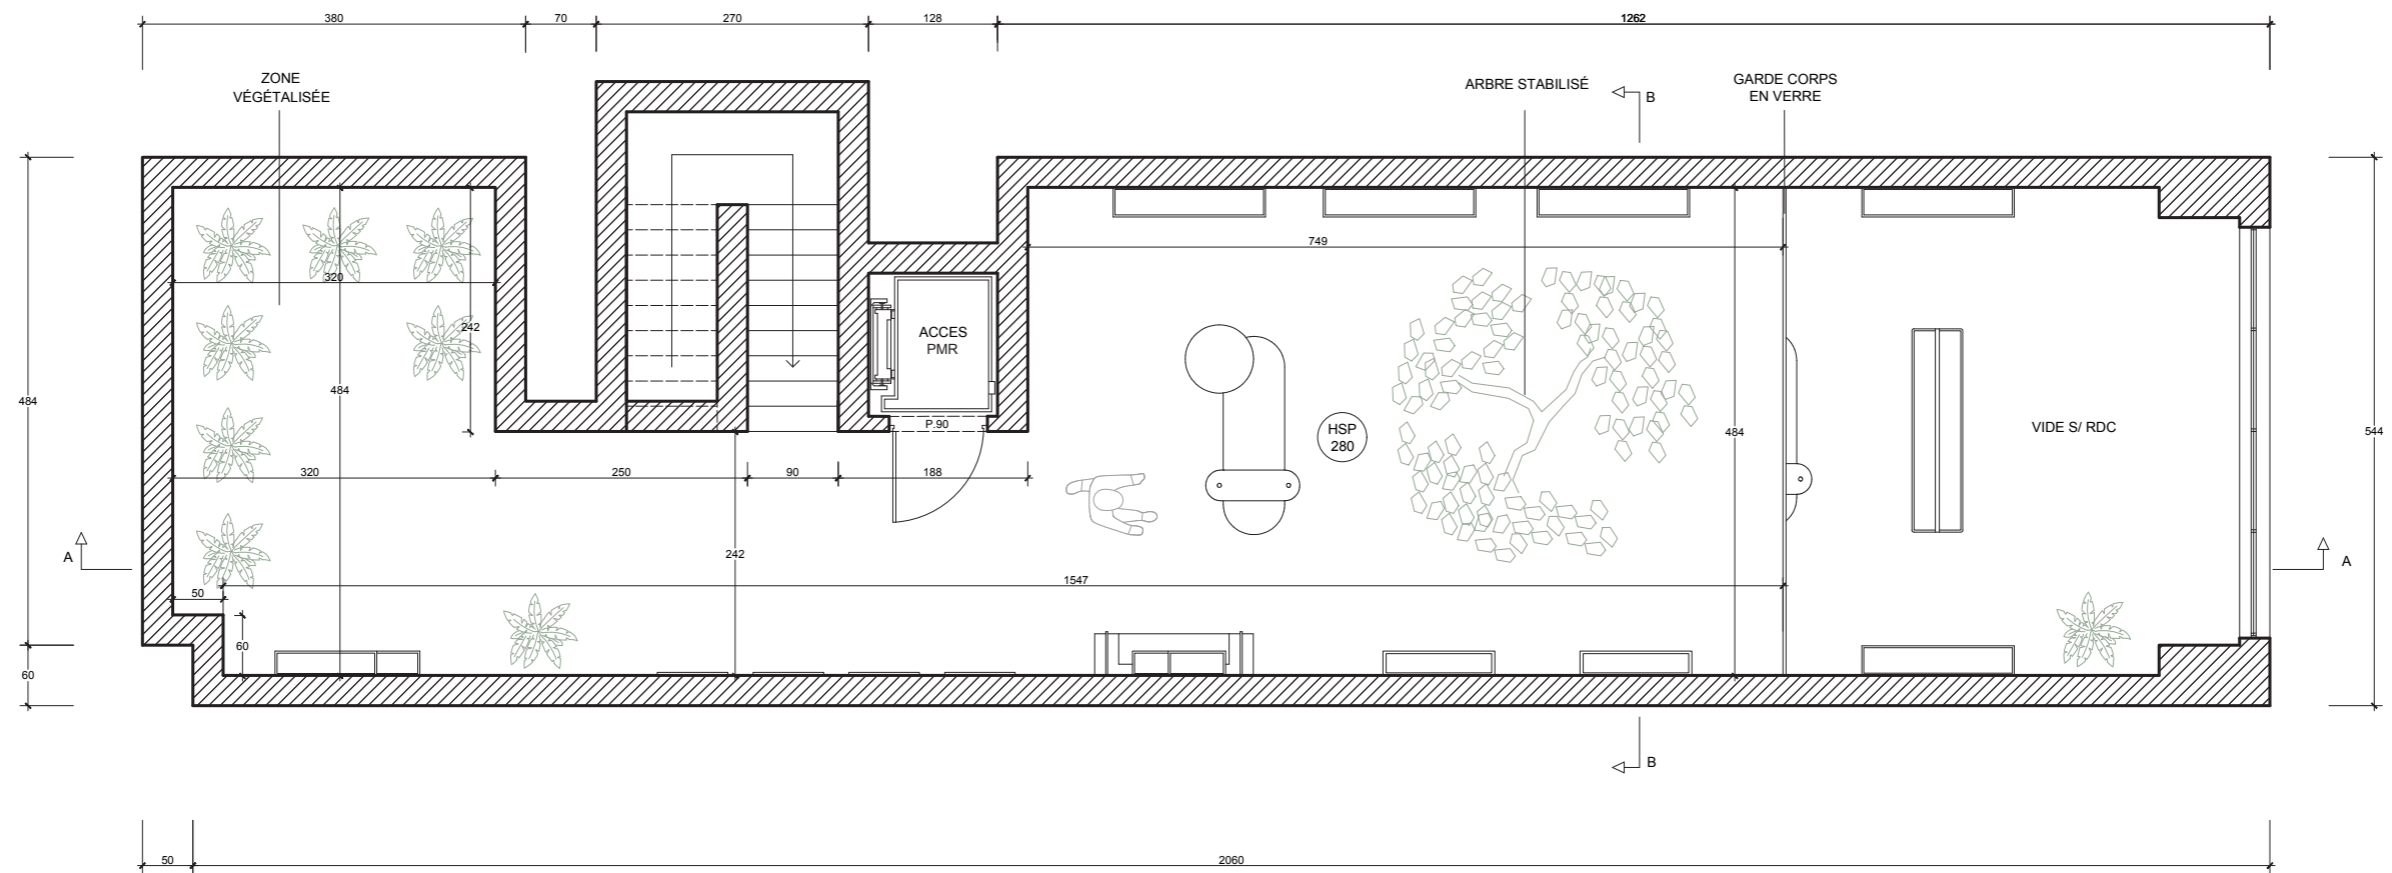 380
70
270
128
1262
ZONE
VÉGÉTALISÉE
ARBRE STABILISÉ
B
GARDE CORPS
EN VERRE
749
320
242
ACCES
PMR
484
484
P.90
HSP
280
484
VIDE S/ RDC
544
320
250
90
188
A
242
A
1547
50
60
60
B
50
2060